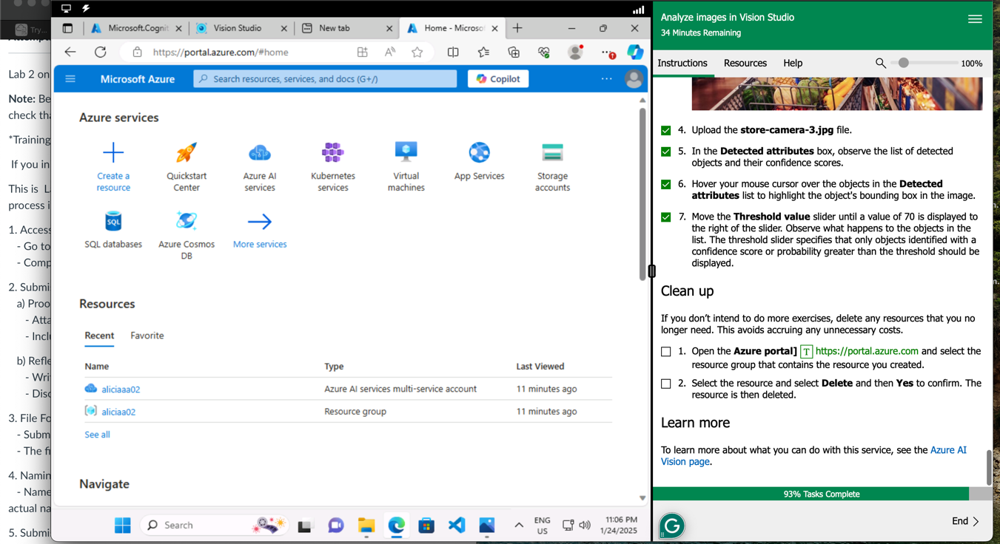 Try...
Lab 2 on
Note: Be
check tha
*Training
If you in
This is L
process i
1. Access
- Go to
- Comp
2. Submi
a) Proo
- Atta
- Incl
b) Refle
- Wri
- Disc
3. File Fo
- Subm
- The fi
4. Namin
- Name
actual na
5. Submi
Microsoft.Cognit
Vision Studio
New tab
Home - Microsof
https://portal.azure.com/#home
Microsoft Azure
Search resources, services, and docs (G+/)
Copilot
Azure services
Create a
resource
Quickstart
Center
Azure AI
services
Kubernetes
services
Virtual
machines
App Services
Storage
accounts
SQL
SQL databases
Azure Cosmos
DB
More services
Resources
Recent
Favorite
Name
Type
Last Viewed
aliciaaa02
Azure AI services multi-service account
11 minutes ago
aliciaa02
Resource group
11 minutes ago
See all
Navigate
Search
ENG
US
11:06 PM
1/24/2025
Analyze images in Vision Studio
34 Minutes Remaining
Instructions
Resources
Help
100%
4. Upload the store-camera-3.jpg file.
5. In the Detected attributes box, observe the list of detected
objects and their confidence scores.
6. Hover your mouse cursor over the objects in the Detected
attributes list to highlight the object's bounding box in the image.
7. Move the Threshold value slider until a value of 70 is displayed to
the right of the slider. Observe what happens to the objects in the
list. The threshold slider specifies that only objects identified with a
confidence score or probability greater than the threshold should be
displayed.
Clean up
If you don't intend to do more exercises, delete any resources that you no
longer need. This avoids accruing any unnecessary costs.
1. Open the Azure portal] T https://portal.azure.com and select the
resource group that contains the resource you created.
2. Select the resource and select Delete and then Yes to confirm. The
resource is then deleted.
Learn more
To learn more about what you can do with this service, see the Azure AI
Vision page.
93% Tasks Complete
G
End